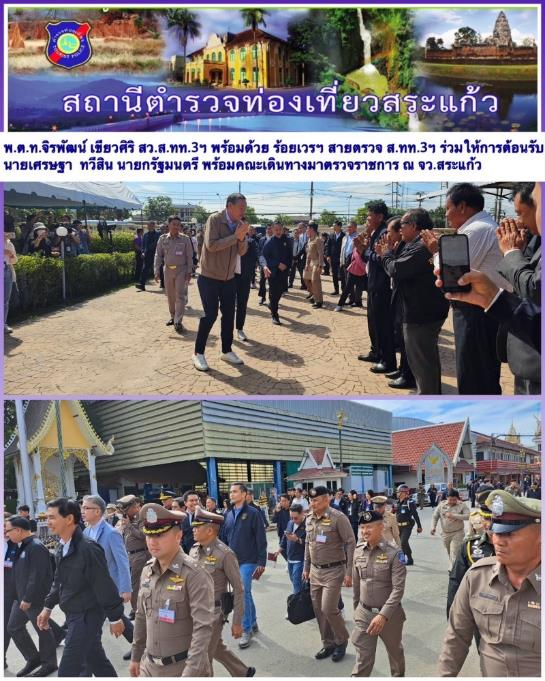 สถานีตำรวจท่องเที่ยวสระแก้ว
พ.ต.ท.จิรพัฒน์ เขียวศิริ สว.ส.ทท.3ฯ พร้อมด้วย ร้อยเวรฯ สายตรวจ ส.ทท.3ฯ ร่วมให้การต้อนรับ
นายเศรษฐา ทวีสิน นายกรัฐมนตรี พร้อมคณะเดินทางมาตรวจราชการ ณ จว.สระแก้ว